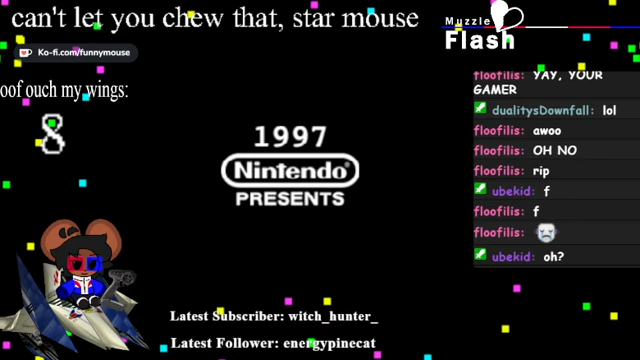 can't let you chew that, star mouse
Muzzle
Flash
Ko-fi.com/funnymouse
oof ouch my wings:
8
1997
Nintendo®
PRESENTS
floofilis: YAY, YOUR
GAMER
dualitysDownfall: lol
floofilis: awoo
floofilis: OH NO
floofilis: rip
ubekid: f
floofilis: f
floofilis:
ubekid: oh?
Latest Subscriber: witch_hunter_
Latest Follower: energypinecat